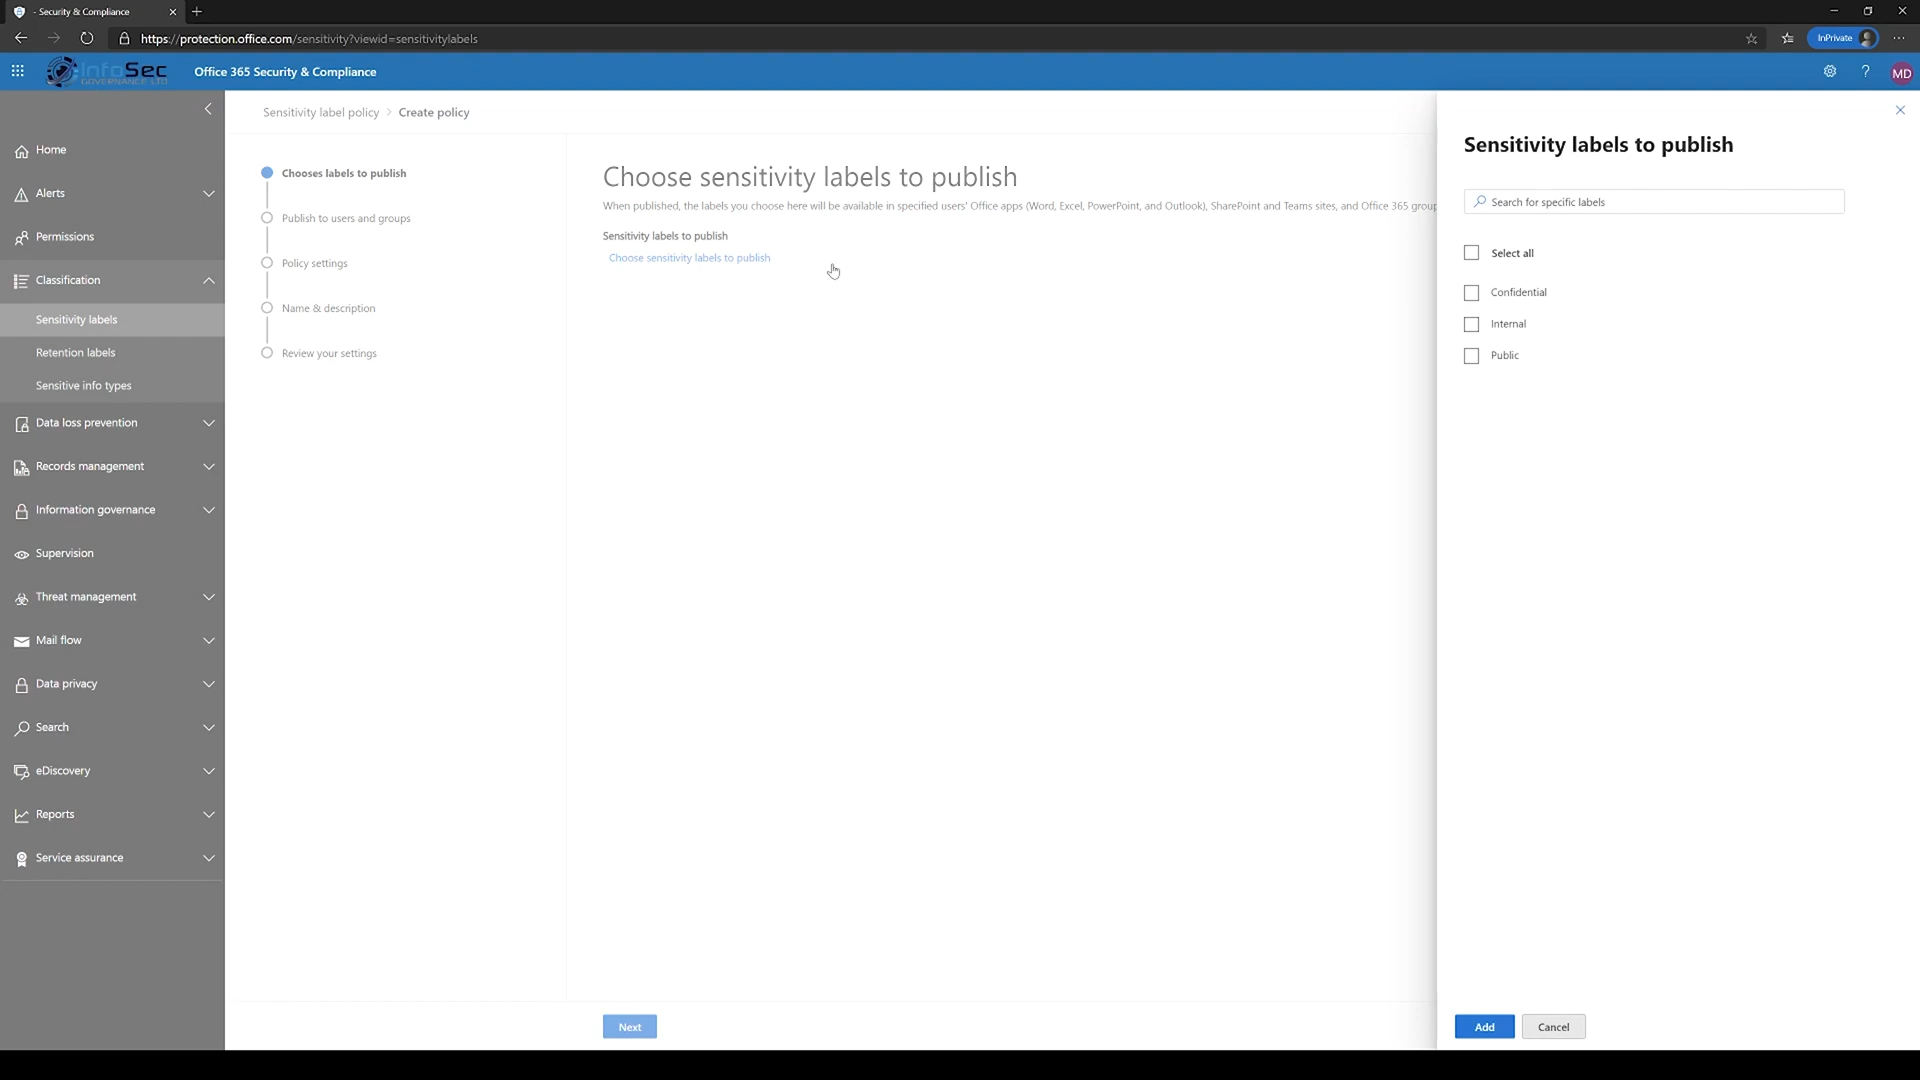 - Security & Compliance
https://protection.office.com/sensitivity?viewid=sensitivitylabels
InPrivate
InfoSec
GOVERNANCE LTD
Office 365 Security & Compliance
?
MD
Home
Alerts
Permissions
Classification
Sensitivity labels
Retention labels
Sensitive info types
Data loss prevention
Records management
Information governance
Supervision
Threat management
Mail flow
Data privacy
Search
eDiscovery
Reports
Service assurance
Sensitivity label policy > Create policy
Chooses labels to publish
Publish to users and groups
Policy settings
Name & description
Review your settings
Choose sensitivity labels to publish
When published, the labels you choose here will be available in specified users' Office apps (Word, Excel, PowerPoint, and Outlook), SharePoint and Teams sites, and Office 365 group
Sensitivity labels to publish
Choose sensitivity labels to publish
Next
Sensitivity labels to publish
Search for specific labels
Select all
Confidential
Internal
Public
Add
Cancel